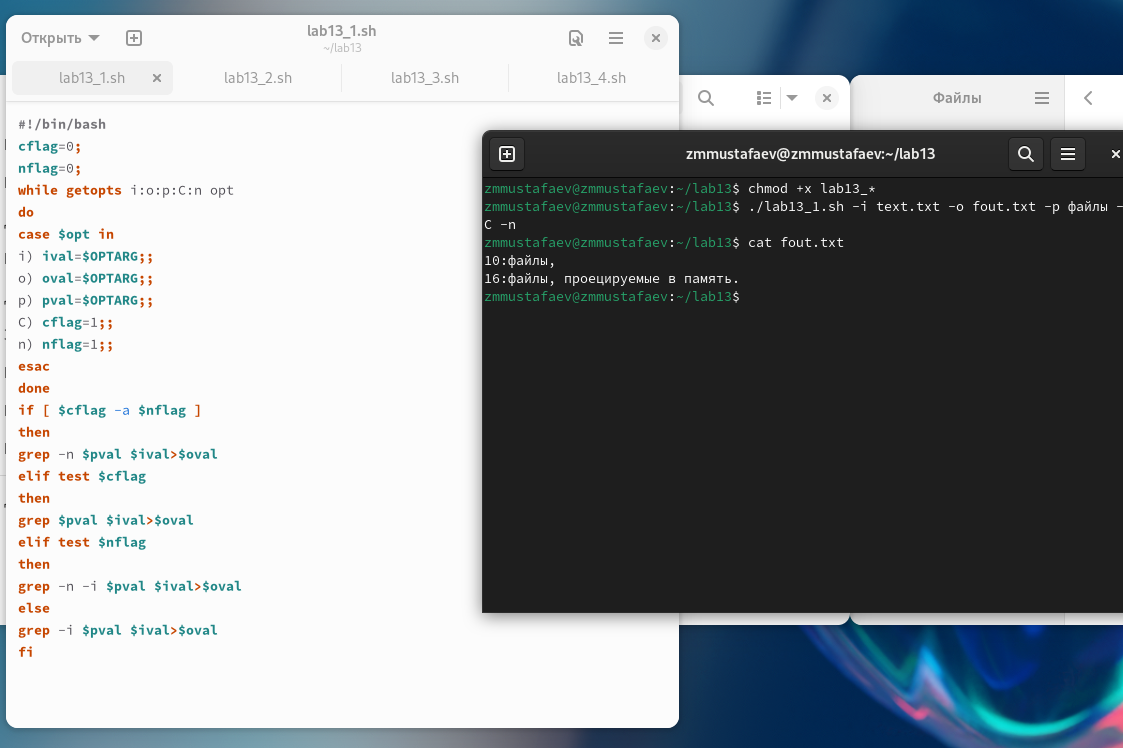 Открыть
lab13_1.sh
~/lab13
lab13_1.sh
lab13_2.sh
lab13_3.sh
lab13_4.sh
#!/bin/bash
cflag=0;
nflag=0;
while getopts i:o:p:C:n opt
do
case $opt in
i) ival=$OPTARG;;
o) oval=$OPTARG;;
p) pval=$OPTARG;;
C) cflag=1;;
n) nflag=1;;
esac
done
if [ $cflag -a $nflag ]
then
grep -n $pval $ival>$oval
elif test $cflag
then
grep $pval $ival>$oval
elif test $nflag
then
grep -n -i $pval $ival>$oval
else
grep -i $pval $ival>$oval
fi
Файлы
zmmustafaev@zmmustafaev:~/lab13
zmmustafaev@zmmustafaev:~/lab13$ chmod +x lab13_*
zmmustafaev@zmmustafaev:~/lab13$ ./lab13_1.sh -i text.txt -o fout.txt -p файлы -
C -n
zmmustafaev@zmmustafaev:~/lab13$ cat fout.txt
10:файлы,
16:файлы, проецируемые в память.
zmmustafaev@zmmustafaev:~/lab13$